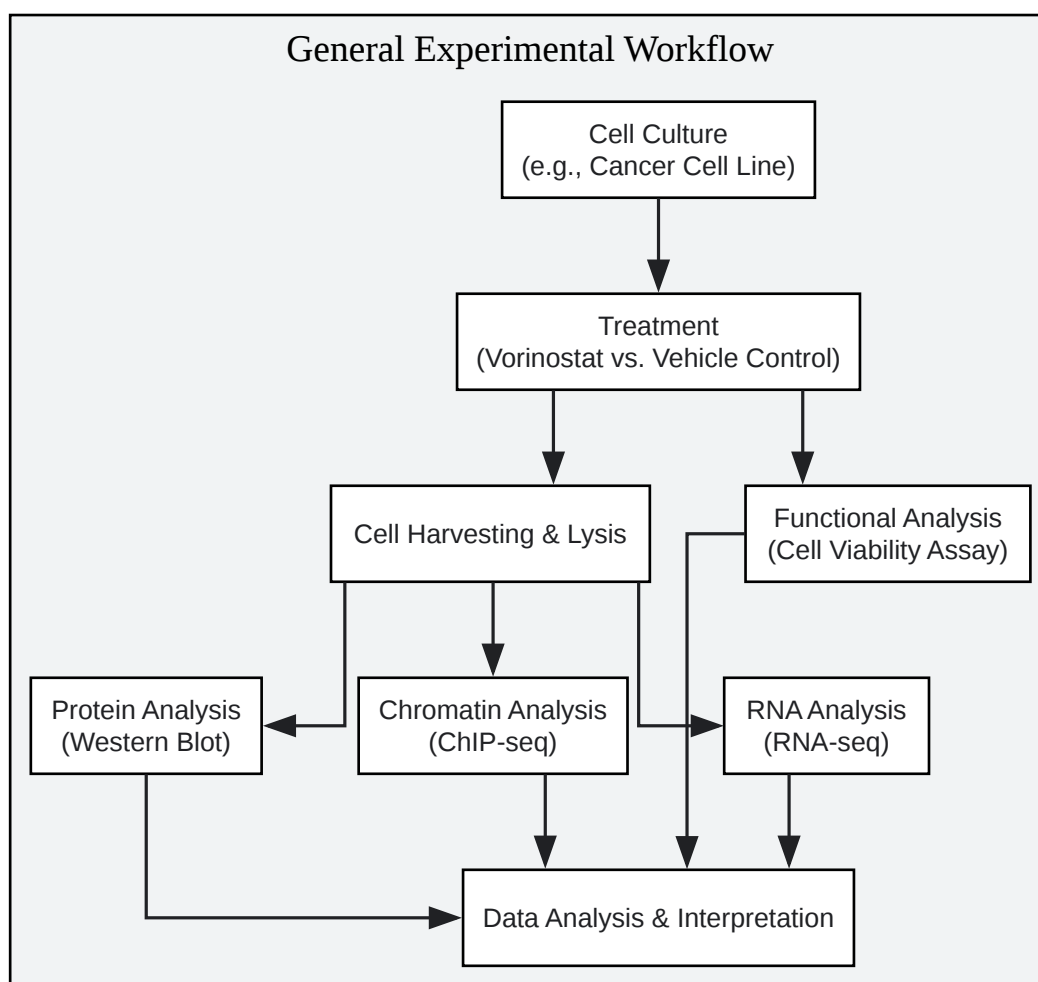 General Experimental Workflow
Cell Culture
(e.g., Cancer Cell Line)
Treatment
(Vorinostat vs. Vehicle Control)
Cell Harvesting & Lysis
Functional Analysis
(Cell Viability Assay)
Protein Analysis
(Western Blot)
Chromatin Analysis
(ChIP-seq)
RNA Analysis
(RNA-seq)
Data Analysis & Interpretation